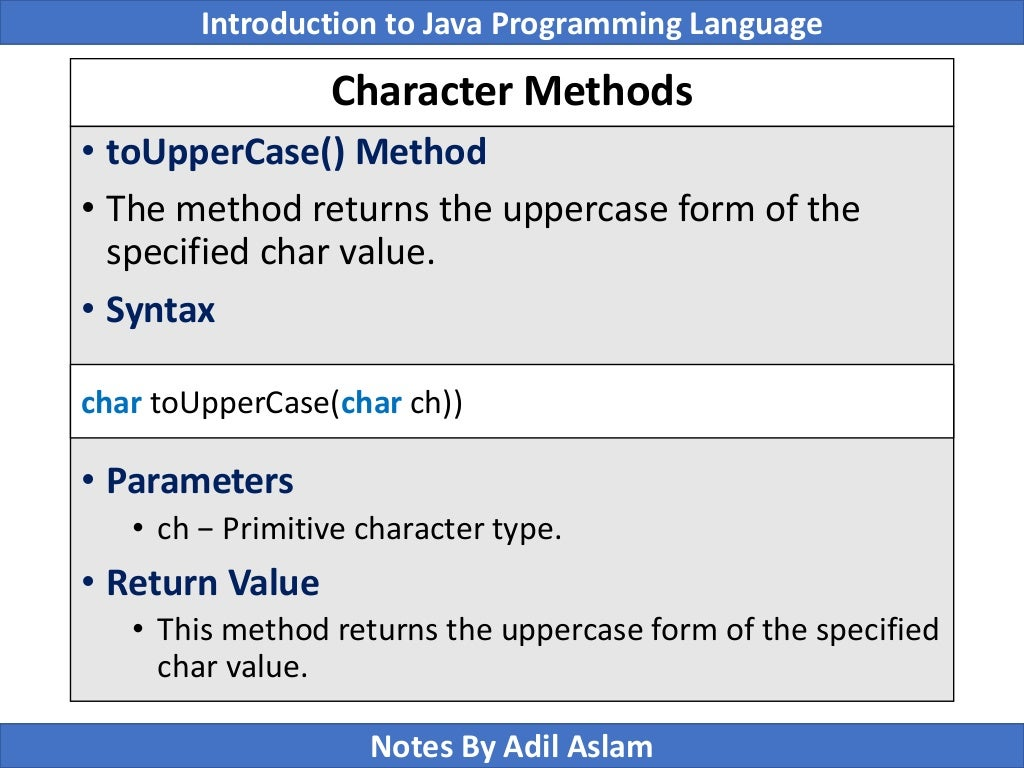 Introduction to Java Programming Language
Character Methods
• toUpperCase() Method
• The method returns the uppercase form of the
specified char value.
• Syntax
char toUpperCase(char ch))
• Parameters
• ch − Primitive character type.
• Return Value
• This method returns the uppercase form of the specified
char value.
Notes By Adil Aslam